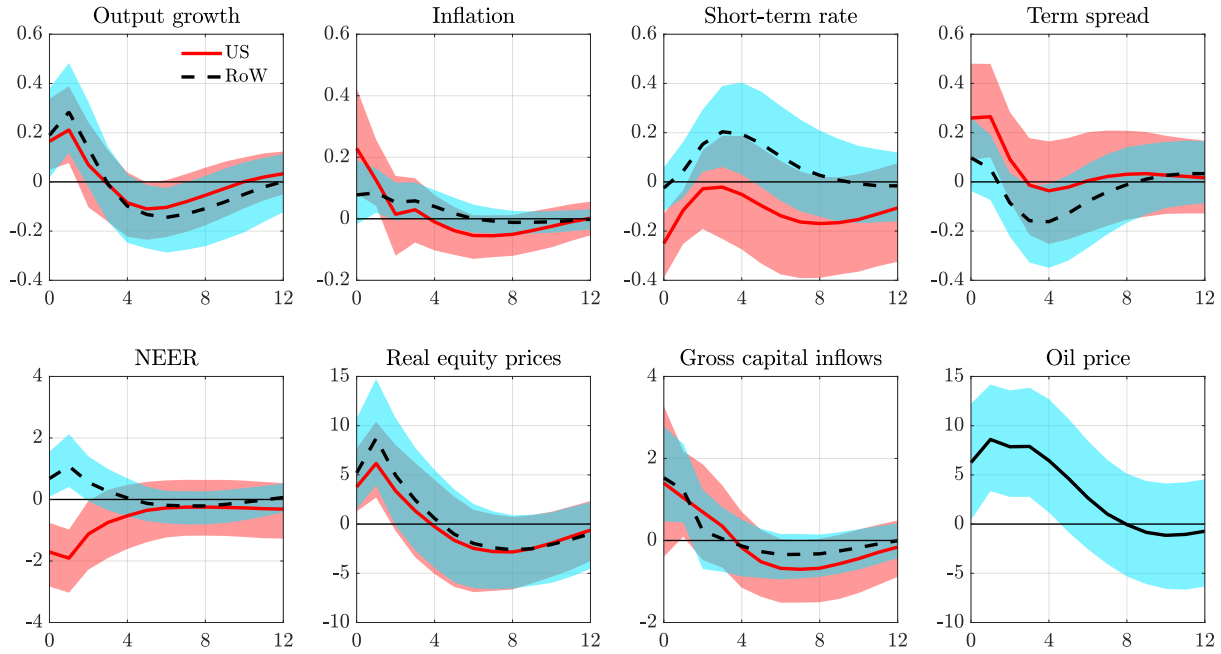 Output growth
0.6
0.4
0.2
0
-0.2
-0.4
0 4 8 12
US
RoW
Inflation
0.6
0.4
0.2
0
0.2
0 4 8 12
Short-term rate
0.6
0.4
0.2
0
-0.2
-0.4
0 4 8 12
Term spread
0.6
0.4
0.2
0
-0.2
-0.4
0 4 8 12
NEER
4
2
0
-2
-4
0 4 8 12
Real equity prices
15
10
5
0
-5
-10
0 4 8 12
Gross capital inflows
4
2
0
-2
0 4 8 12
Oil price
15
10
5
0
-5
-10
0 4 8 12